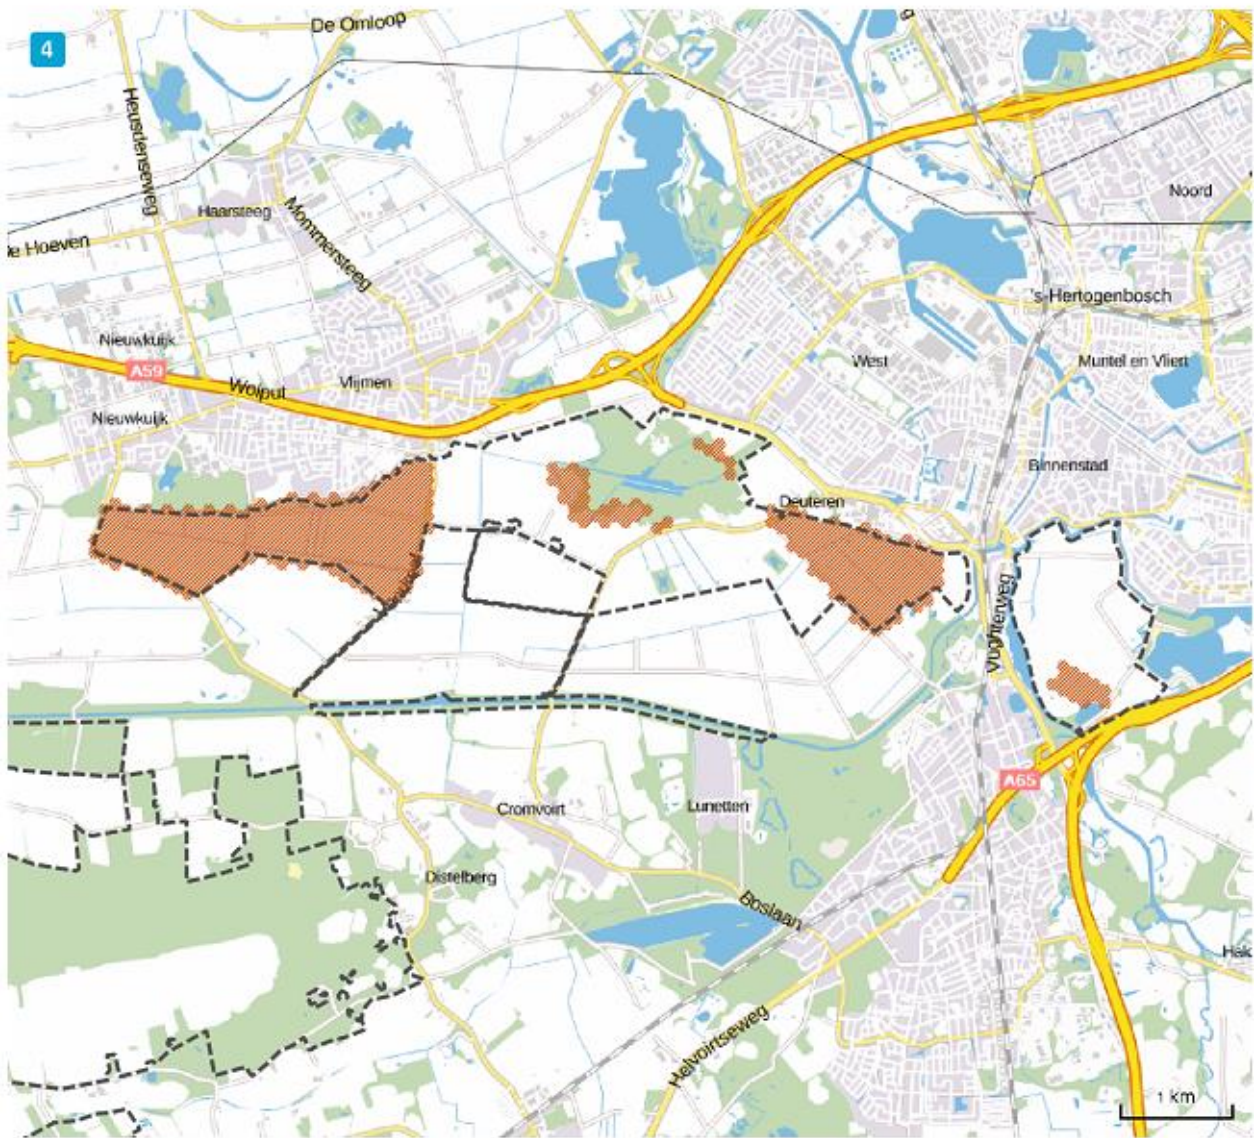 4
De Omloop
g
Heusdenseweg
Noord
Haarsteeg
Mommersteeg
e Hoeven
's-Hertogenbosch
Nieuwkuijk
West
Muntel en Vliert
A59
Wolput
Vlijmen
Nieuwkuijk
Binnenstad
Deuteren
Vughterweg
A65
Cromvoirt
Lunetten
Distelberg
Boslaan
Hak
Helvoirtseweg
1 km